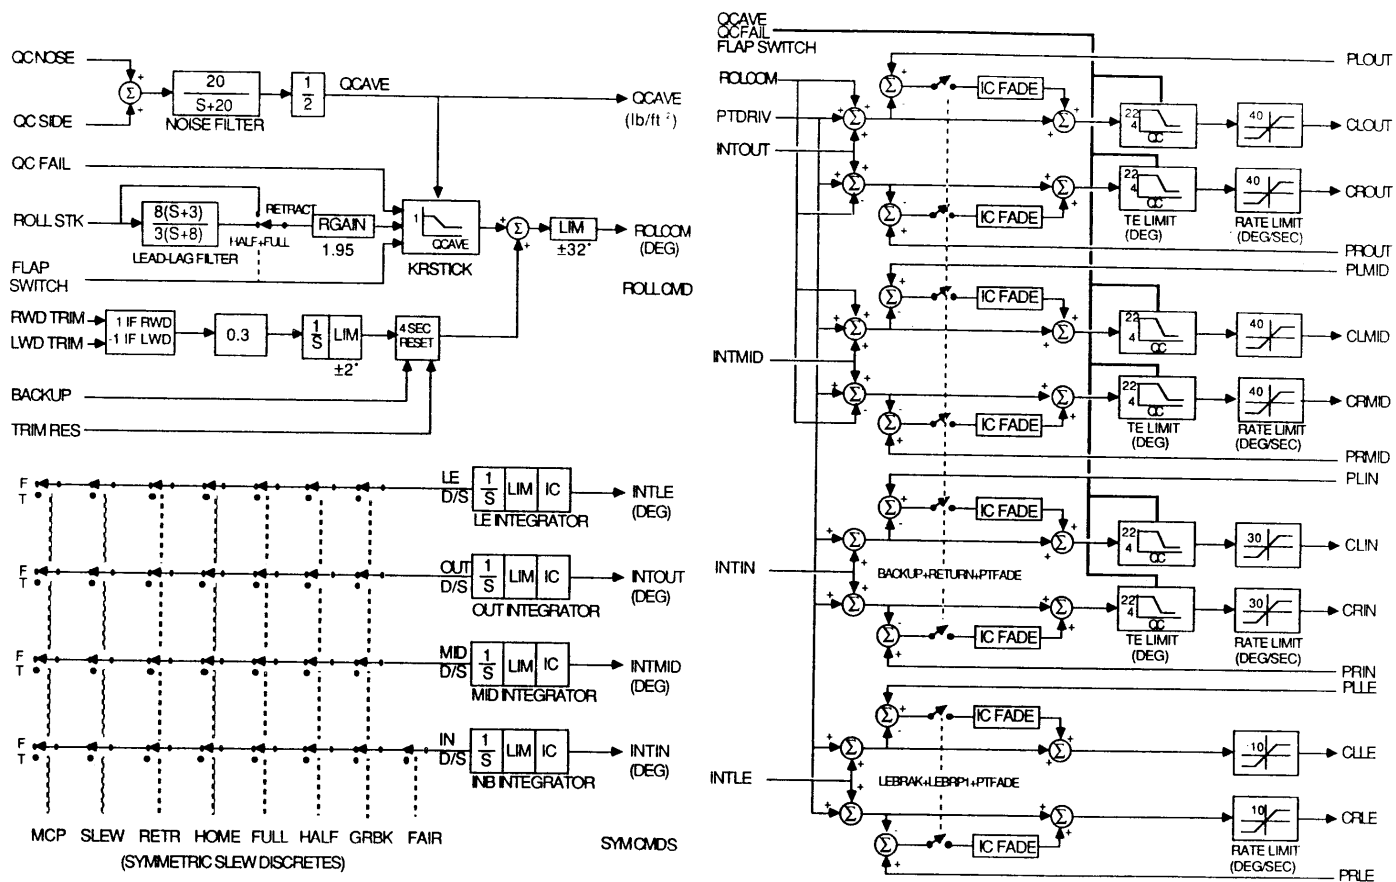 QCNOSE
+
20
S+20
1
2
QCAVE
Σ
+
QCAVE
(lb/ft²)
QC SIDE
NOISE FILTER
QC FAIL
ROLL STK
8(S+3)
3(S+8)
LEAD-LAG FILTER
RETRACT
HALF+FULL
RGAIN
1.95
1
QCAVE
KRSTICK
+
Σ
+
LIM
±32°
ROLCOM
(DEG)
FLAP
SWITCH
ROLL CMD
RWD TRIM
LWD TRIM
1 IF RWD
-1 IF LWD
0.3
1
S
LIM
±2°
4 SEC
RESET
BACKUP
TRIM RES
F
T
LE
D/S
1
S
LIM
IC
INTLE
(DEG)
LE INTEGRATOR
F
T
OUT
D/S
1
S
LIM
IC
INTOUT
(DEG)
OUT INTEGRATOR
F
T
MID
D/S
1
S
LIM
IC
INTMID
(DEG)
MID INTEGRATOR
F
T
IN
D/S
1
S
LIM
IC
INTIN
(DEG)
INB INTEGRATOR
MCP SLEW RETR HOME FULL HALF GRBK FAIR
(SYMMETRIC SLEW DISCRETES)
SYM CMDS
QCAVE
QCFAIL
FLAP SWITCH
PLOUT
ROLCOM
Σ
IC FADE
PTDRIV
Σ
Σ
22
4
QC
40
CLOUT
INTOUT
Σ
Σ
22
4
QC
40
CROUT
Σ
IC FADE
TE LIMIT
(DEG)
RATE LIMIT
(DEG/SEC)
PROUT
PLMID
Σ
IC FADE
Σ
Σ
22
4
QC
40
CLMID
INTMID
Σ
Σ
22
4
QC
40
CRMID
Σ
IC FADE
TE LIMIT
(DEG)
RATE LIMIT
(DEG/SEC)
PRMID
PLIN
Σ
IC FADE
Σ
Σ
22
4
QC
30
CLIN
INTIN
BACKUP+RETURN+PTFADE
Σ
Σ
22
4
QC
30
CRIN
Σ
IC FADE
TE LIMIT
(DEG)
RATE LIMIT
(DEG/SEC)
PRIN
PLLE
Σ
IC FADE
Σ
Σ
10
CLLE
INTLE
LEBRAK+LEBRP1+PTFADE
Σ
Σ
10
CRLE
Σ
IC FADE
RATE LIMIT
(DEG/SEC)
PRLE